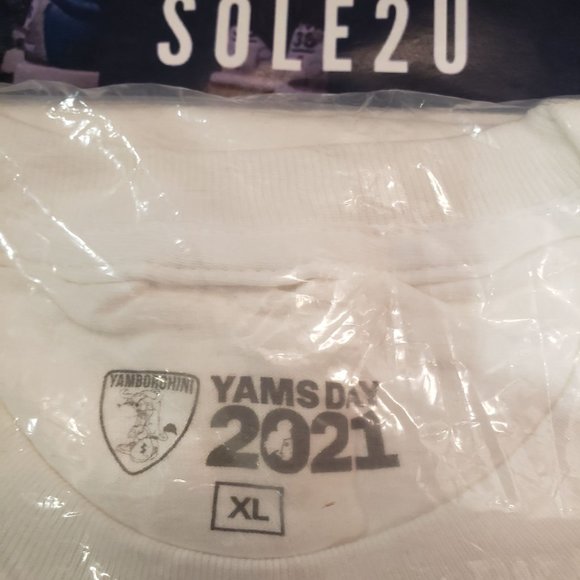 SOLE2U
YAMBORGHINI
YAMS DAY
2021
XL